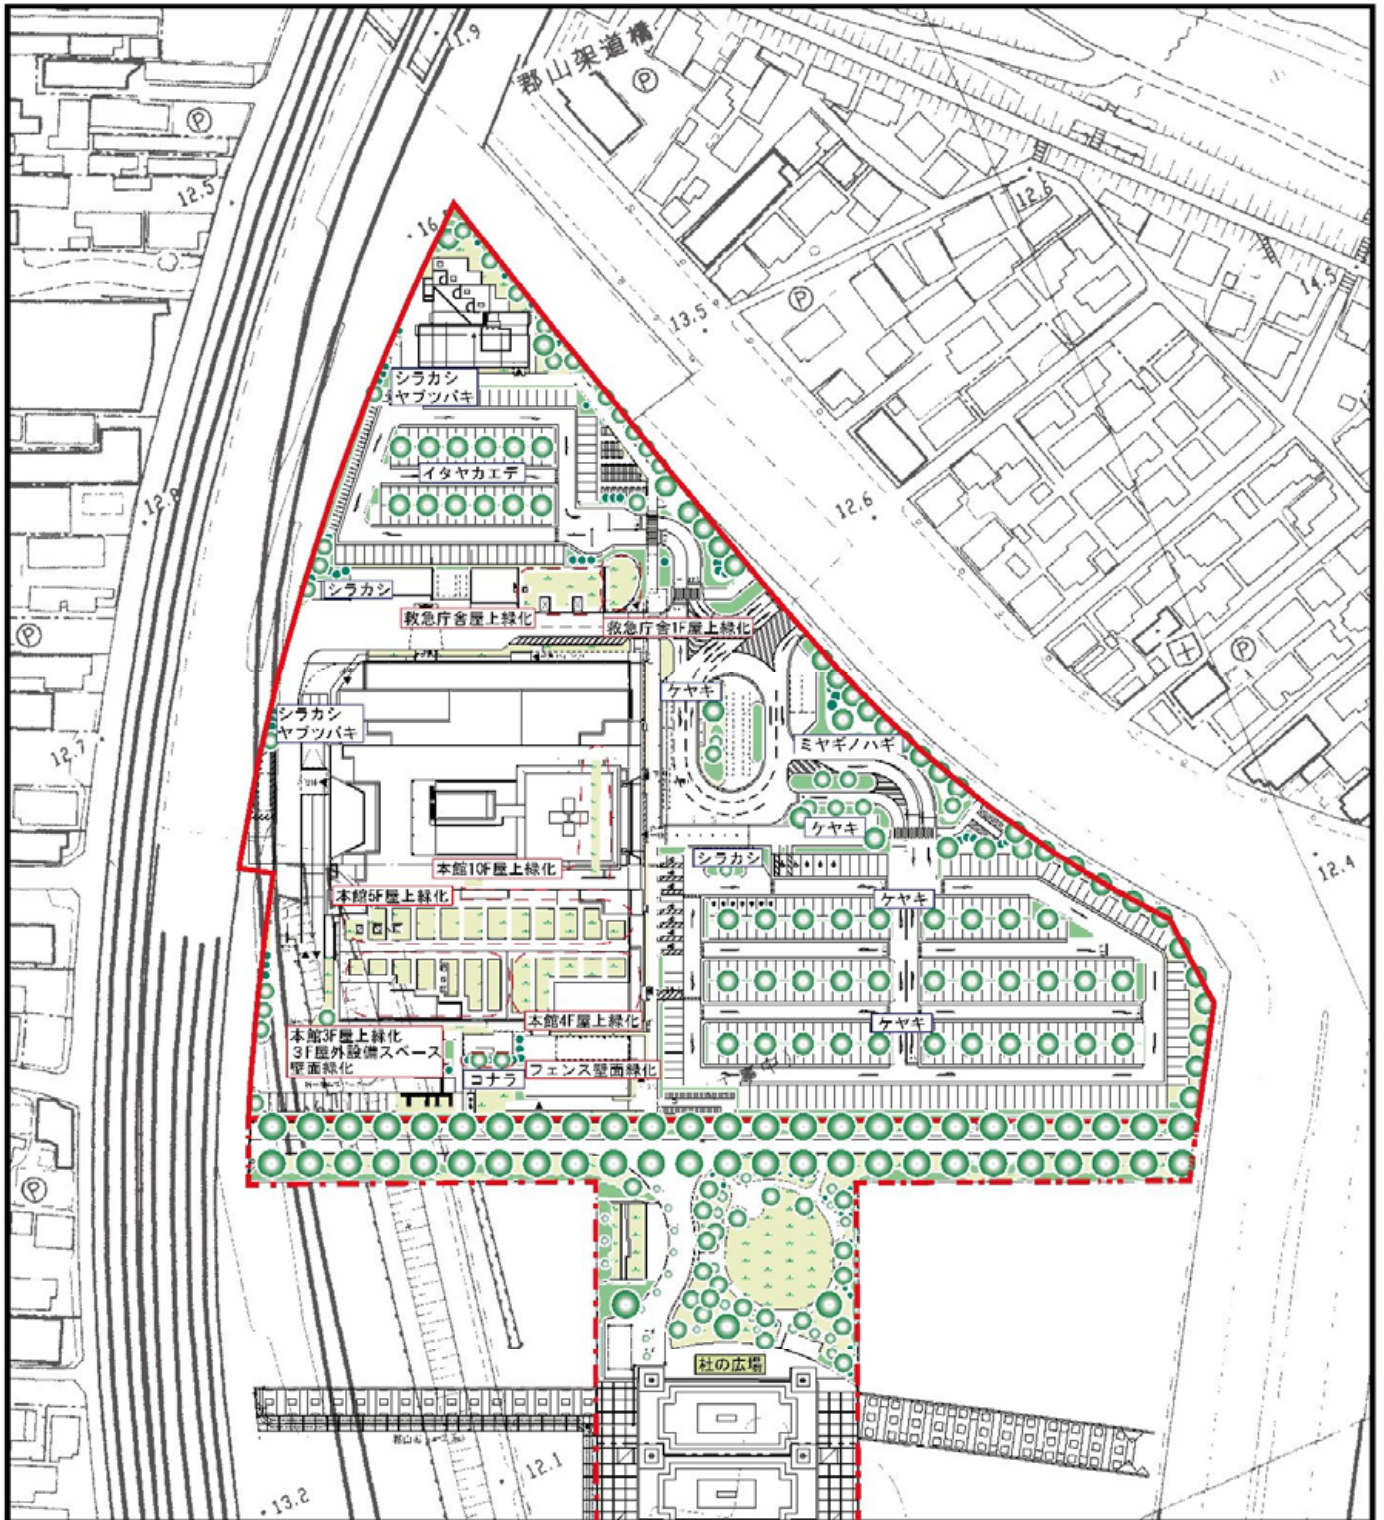 11.9
郡山架道橋
P
P
12.5
12.6
16
P
14.5
13.5
シラカシ
ヤブツバキ
イタヤカエデ
12.8
12.6
シラカシ
救急庁舎屋上緑化
救急庁舎1F屋上緑化
P
P
ケヤキ
シラカシ
ヤブツバキ
ミヤギノハギ
12.7
ケヤキ
シラカシ
12.4
本館10F屋上緑化
本館5F屋上緑化
ケヤキ
本館4F屋上緑化
ケヤキ
本館3F屋上緑化
3F屋外設備スペース
壁面緑化
フェンス壁面緑化
コナラ
P
杜の広場
12.1
13.2